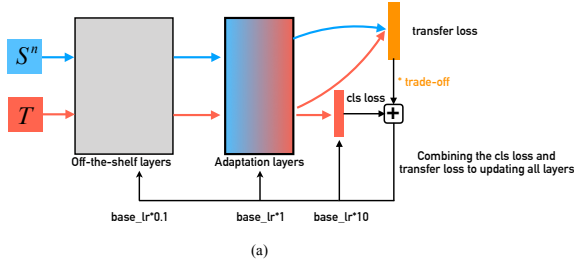 transfer loss
S^n
* trade-off
cls loss
T
+
Off-the-shelf layers
Adaptation layers
Combining the cls loss and
transfer loss to updating all layers
base_lr*0.1
base_lr*1
base_lr*10
(a)